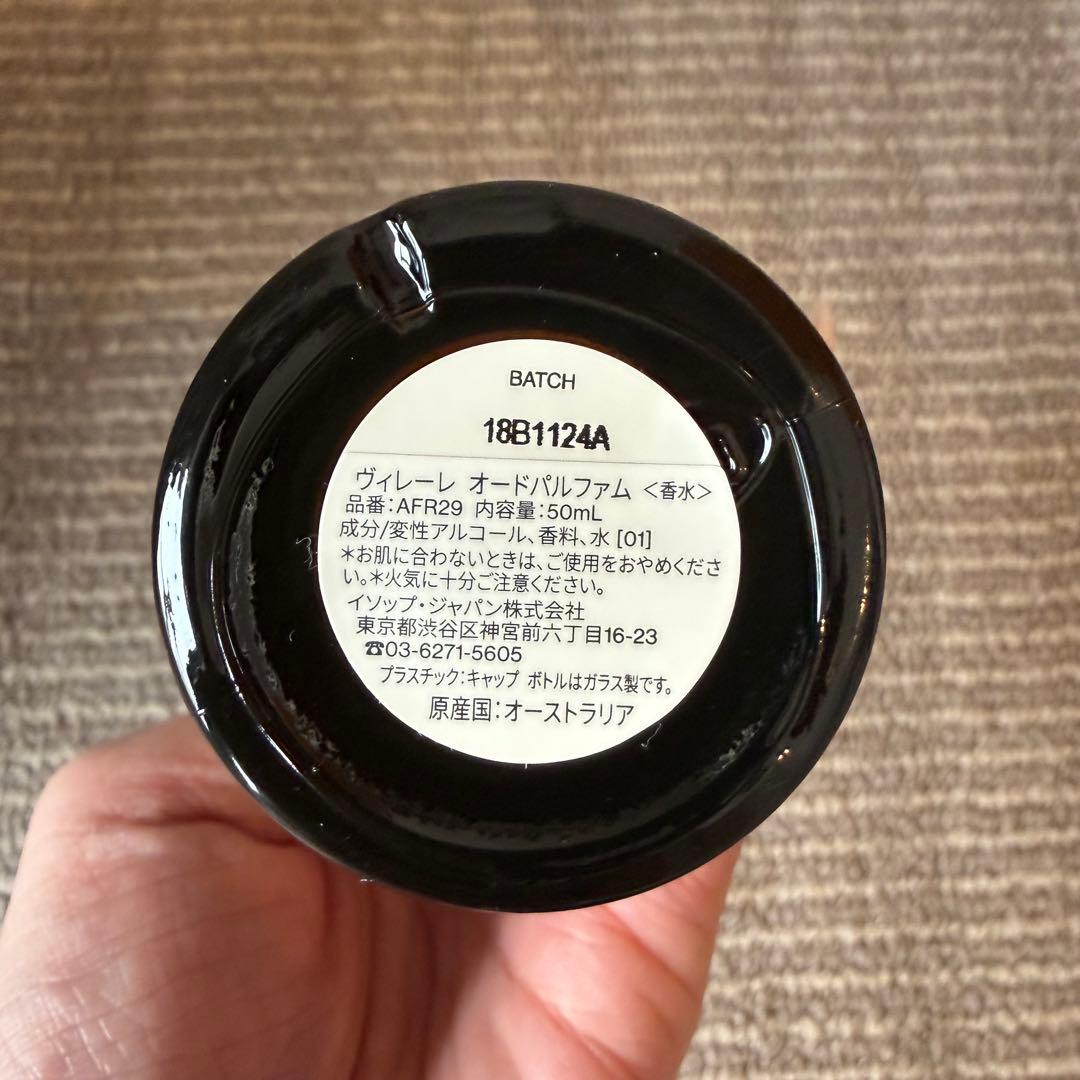 BATCH
18B1124A
ヴィレーレ オードパルファム <香水>
品番:AFR29 内容量:50mL
成分/変性アルコール、香料、水 [01]
*お肌に合わないときは、ご使用をおやめくださ
い。*火気に十分ご注意ください。
イソップ・ジャパン株式会社
東京都渋谷区神宮前六丁目16-23
☎03-6271-5605
プラスチック:キャップ ボトルはガラス製です。
原産国:オーストラリア